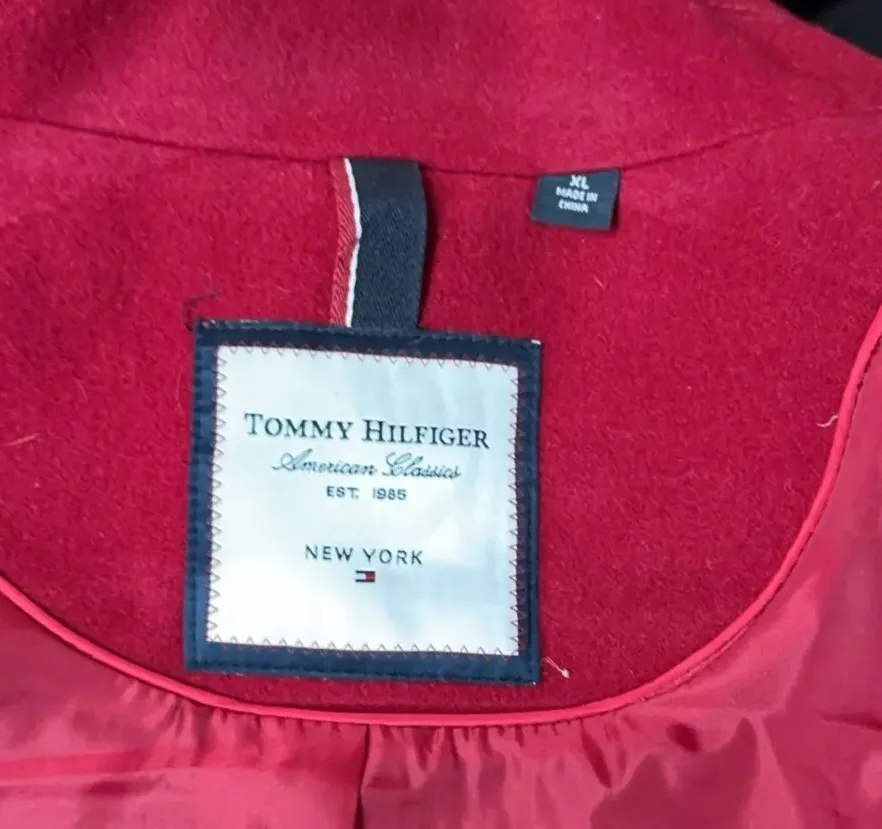 XL
MADE IN
CHINA
TOMMY HILFIGER
American Classics
EST. 1985
NEW YORK